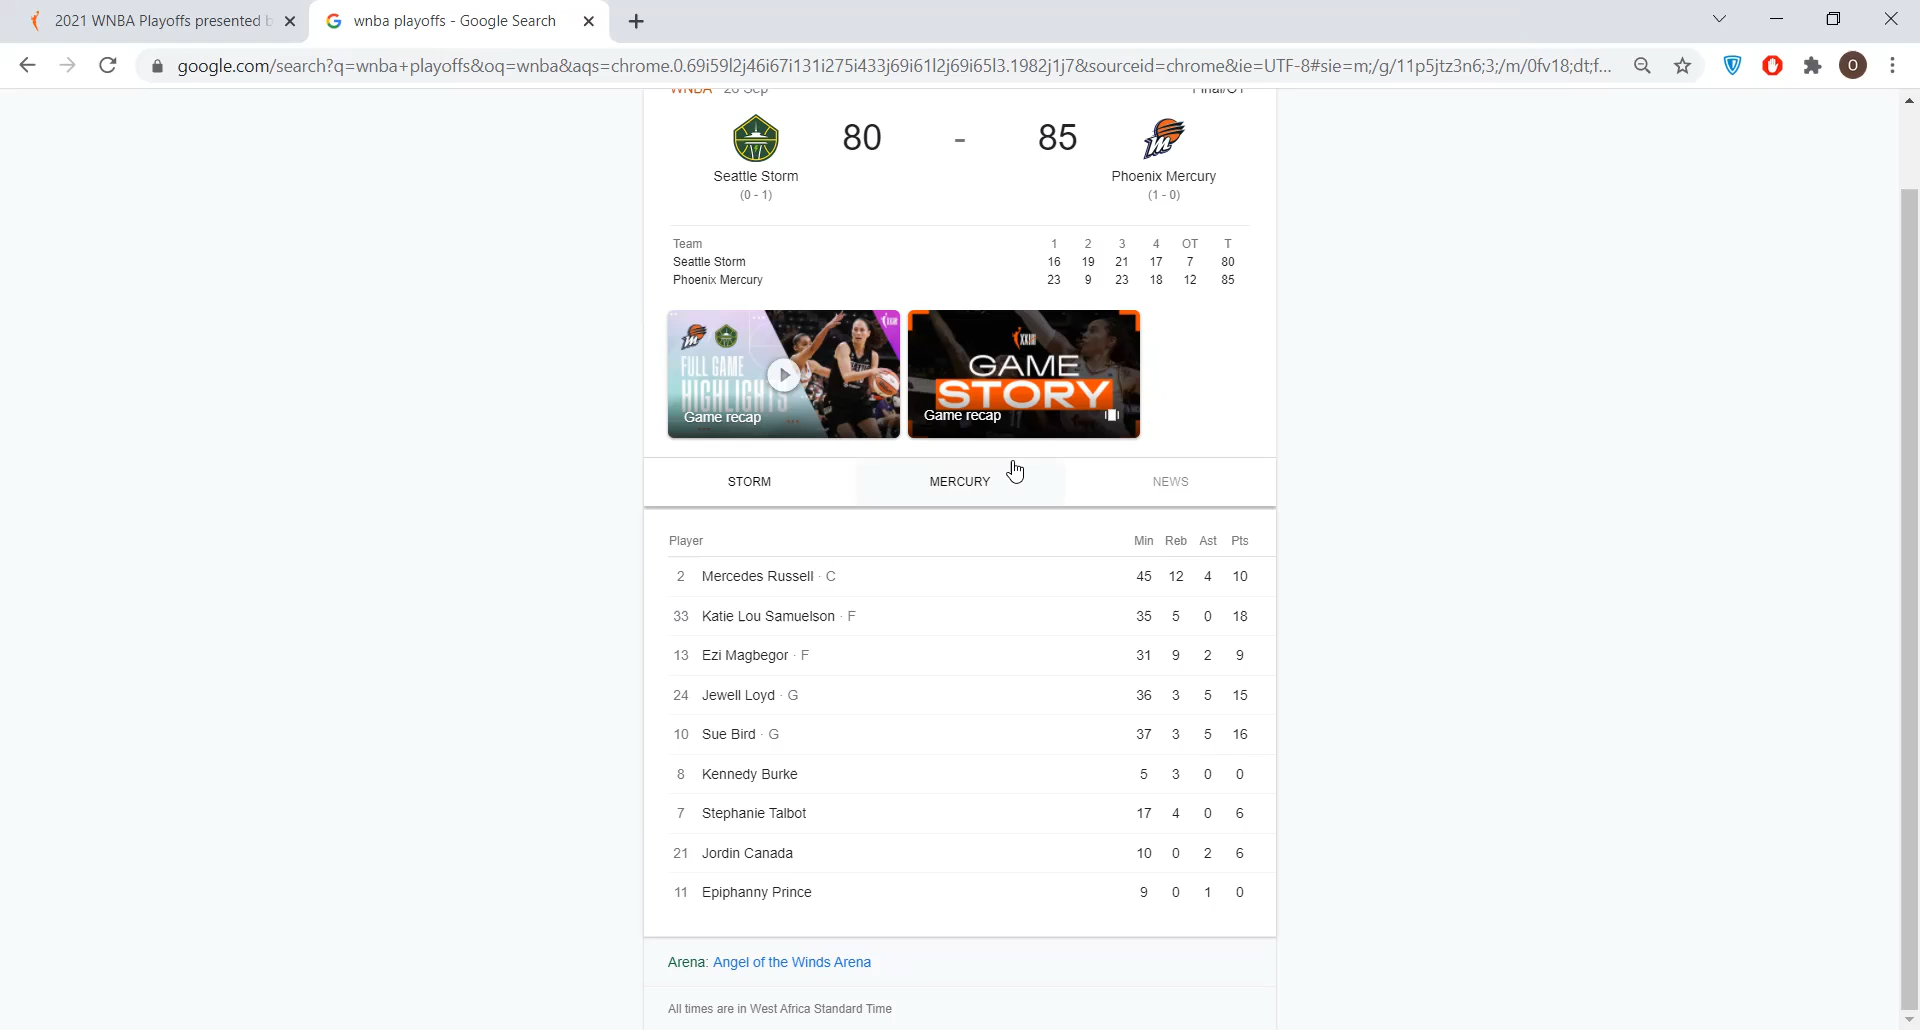 2021 WNBA Playoffs presented b
wnba playoffs - Google Search
google.com/search?q=wnba+playoffs&oq=wnba&aqs=chrome.0.69i59l2j46i67i131i275i433j69i61l2j69i65l3.1982j1j7&sourceid=chrome&ie=UTF-8#sie=m;/g/11p5jtz3n6;3;/m/0fv18;dt;f...
O
WNBA 26 Sep Final/OT
80 - 85
Seattle Storm Phoenix Mercury
(0 - 1) (1 - 0)
Team 1 2 3 4 OT T
Seattle Storm 16 19 21 17 7 80
Phoenix Mercury 23 9 23 18 12 85
FULL GAME
HIGHLIGHTS
Game recap
GAME
STORY
Game recap
STORM MERCURY NEWS
Player Min Reb Ast Pts
2 Mercedes Russell · C 45 12 4 10
33 Katie Lou Samuelson · F 35 5 0 18
13 Ezi Magbegor · F 31 9 2 9
24 Jewell Loyd · G 36 3 5 15
10 Sue Bird · G 37 3 5 16
8 Kennedy Burke 5 3 0 0
7 Stephanie Talbot 17 4 0 6
21 Jordin Canada 10 0 2 6
11 Epiphanny Prince 9 0 1 0
Arena: Angel of the Winds Arena
All times are in West Africa Standard Time